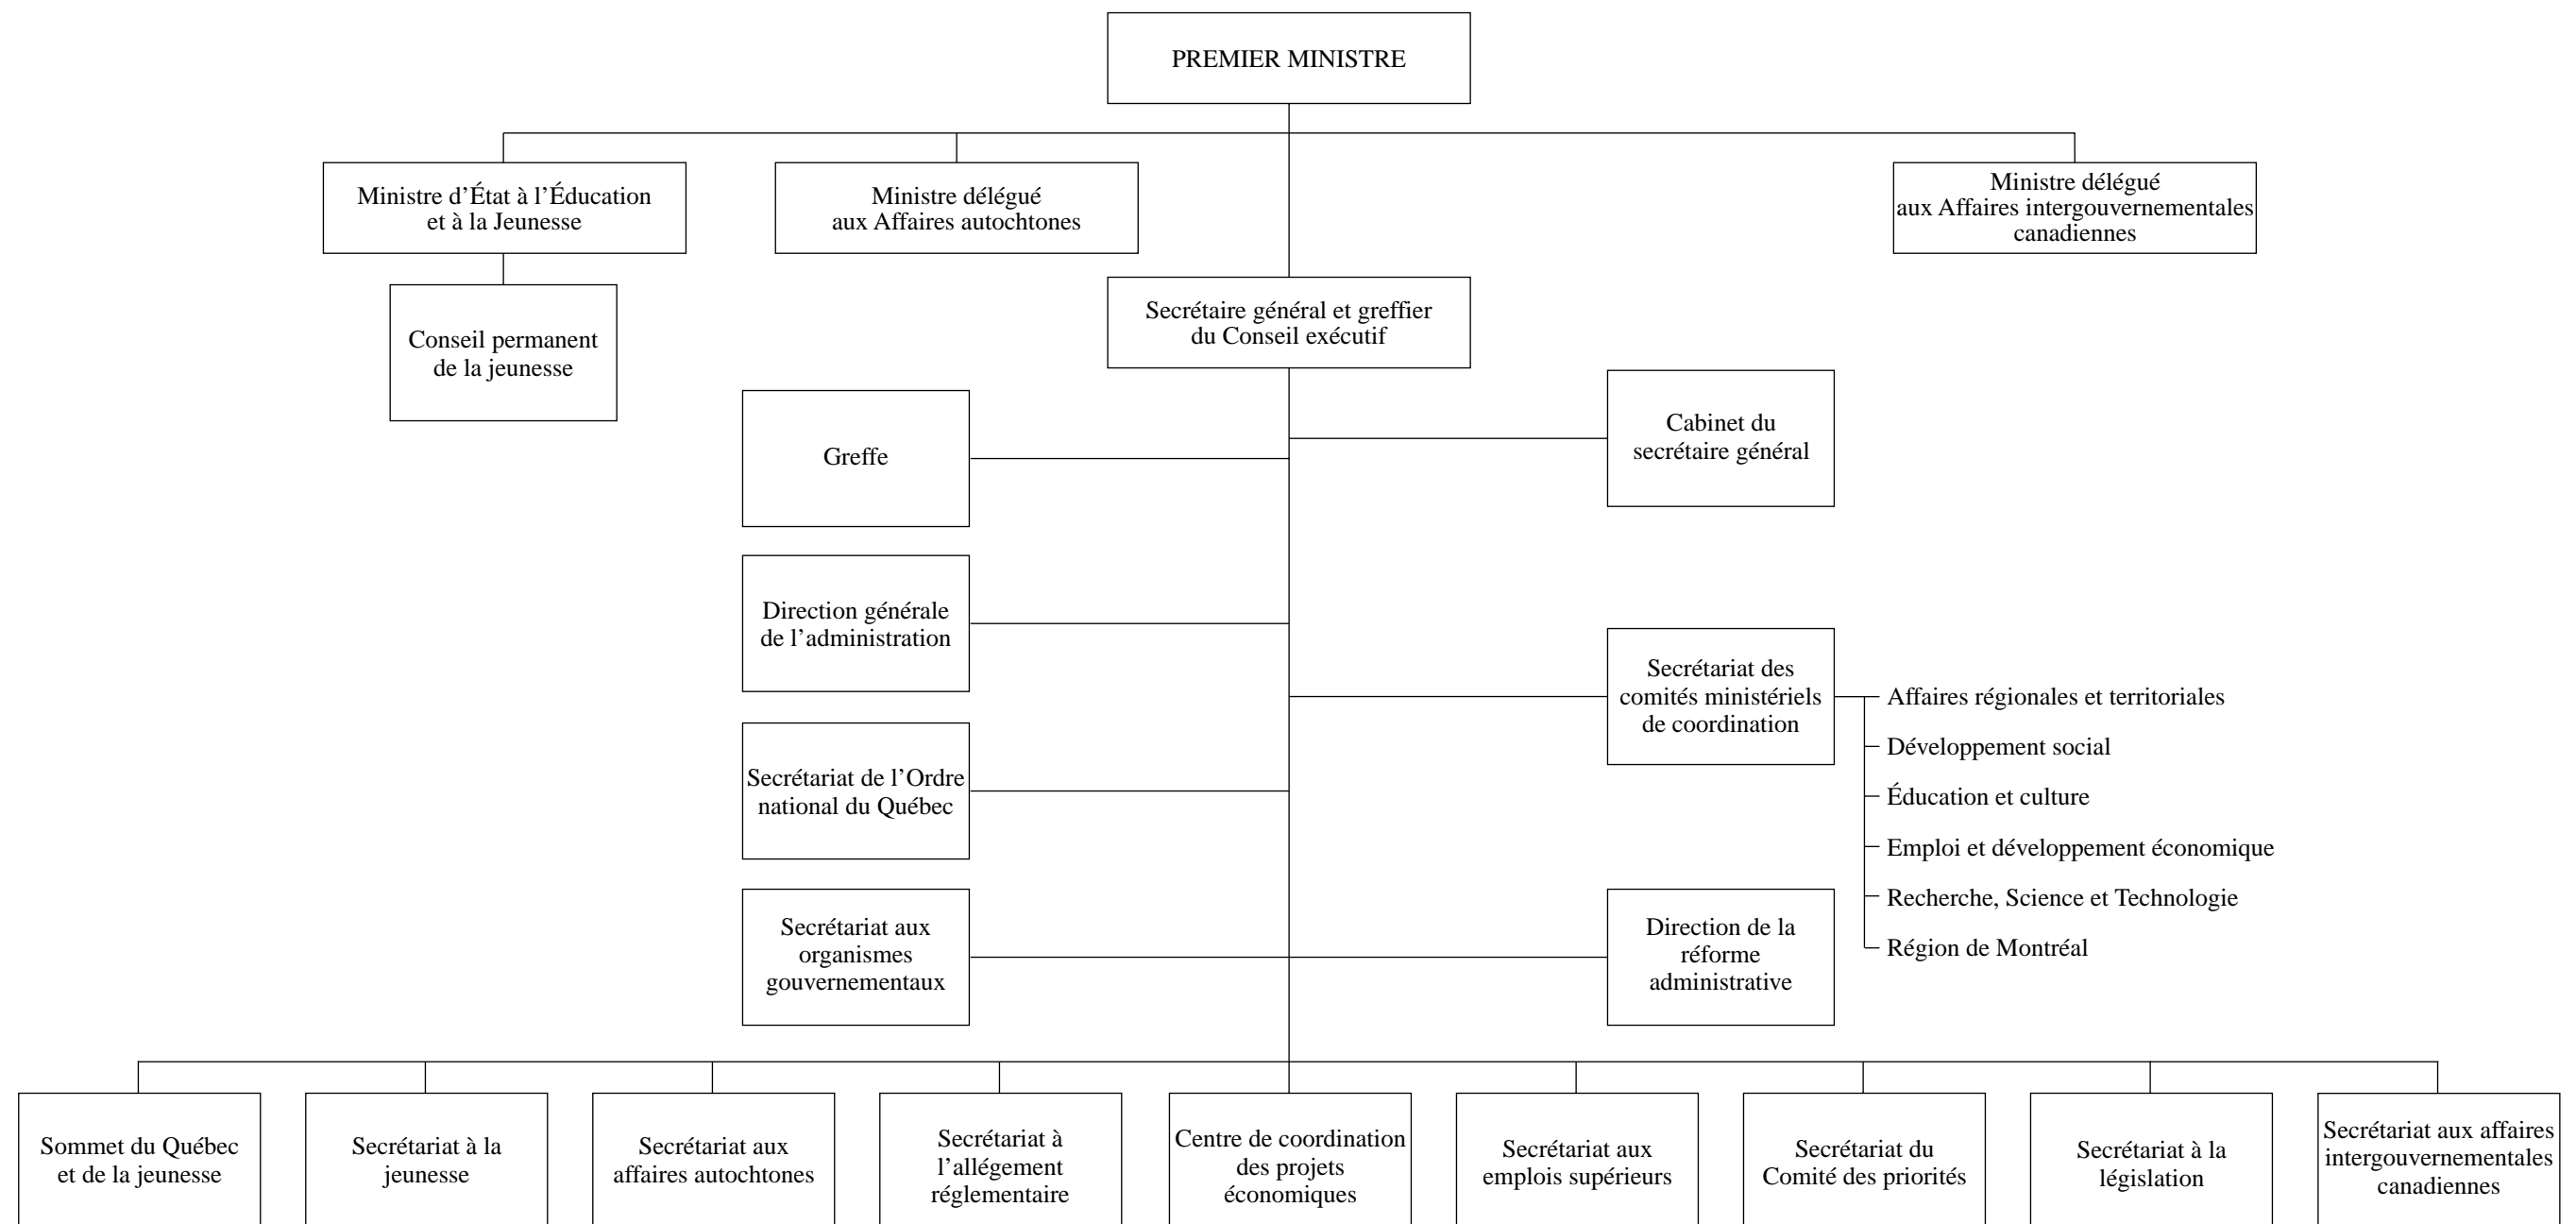 PREMIER MINISTRE
Ministre d’État à l’Éducation
et à la Jeunesse
Ministre délégué
aux Affaires autochtones
Ministre délégué
aux Affaires intergouvernementales
canadiennes
Conseil permanent
de la jeunesse
Secrétaire général et greffier
du Conseil exécutif
Greffe
Cabinet du
secrétaire général
Direction générale
de l’administration
Secrétariat des
comités ministériels
de coordination
Affaires régionales et territoriales
Développement social
Éducation et culture
Emploi et développement économique
Recherche, Science et Technologie
Région de Montréal
Secrétariat de l’Ordre
national du Québec
Secrétariat aux
organismes
gouvernementaux
Direction de la
réforme
administrative
Sommet du Québec
et de la jeunesse
Secrétariat à la
jeunesse
Secrétariat aux
affaires autochtones
Secrétariat à
l’allégement
réglementaire
Centre de coordination
des projets
économiques
Secrétariat aux
emplois supérieurs
Secrétariat du
Comité des priorités
Secrétariat à la
législation
Secrétariat aux affaires
intergouvernementales
canadiennes